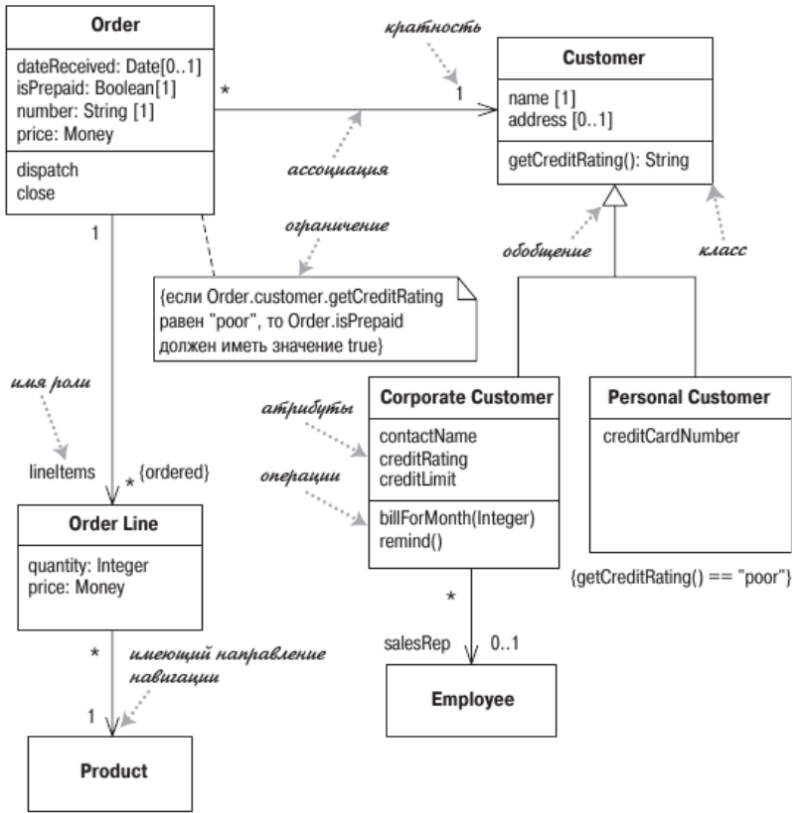 Order
dateReceived: Date[0..1]
isPrepaid: Boolean[1]
number: String [1]
price: Money
dispatch
close
*
1
кратность
ассоциация
Customer
name [1]
address [0..1]
getCreditRating(): String
обобщение
класс
1
ограничение
{если Order.customer.getCreditRating
равен "poor", то Order.isPrepaid
должен иметь значение true}
имя роли
lineItems
* {ordered}
Order Line
quantity: Integer
price: Money
*
имеющий направление
навигации
1
Product
атрибуты
операции
Corporate Customer
contactName
creditRating
creditLimit
billForMonth(Integer)
remind()
*
salesRep
0..1
Employee
Personal Customer
creditCardNumber
{getCreditRating() == "poor"}